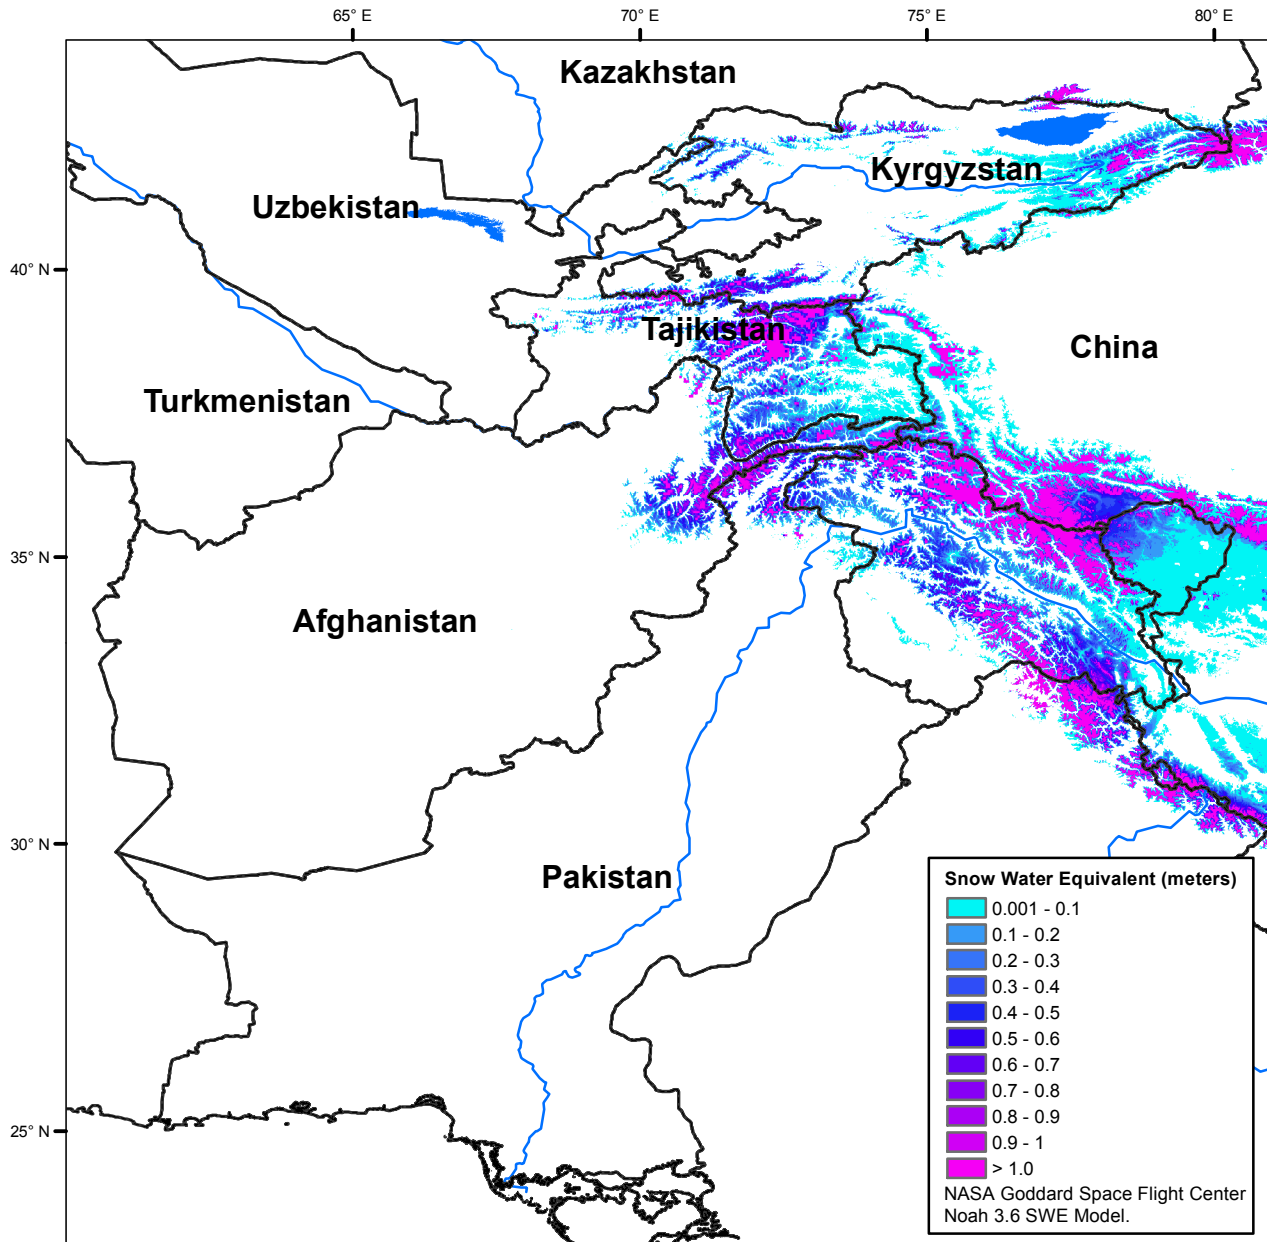 65° E
70° E
75° E
80° E
Kazakhstan
Kyrgyzstan
Uzbekistan
40° N
Tajikistan
China
Turkmenistan
35° N
Afghanistan
30° N
Pakistan
25° N
Snow Water Equivalent (meters)
0.001 - 0.1
0.1 - 0.2
0.2 - 0.3
0.3 - 0.4
0.4 - 0.5
0.5 - 0.6
0.6 - 0.7
0.7 - 0.8
0.8 - 0.9
0.9 - 1
> 1.0
NASA Goddard Space Flight Center
Noah 3.6 SWE Model.